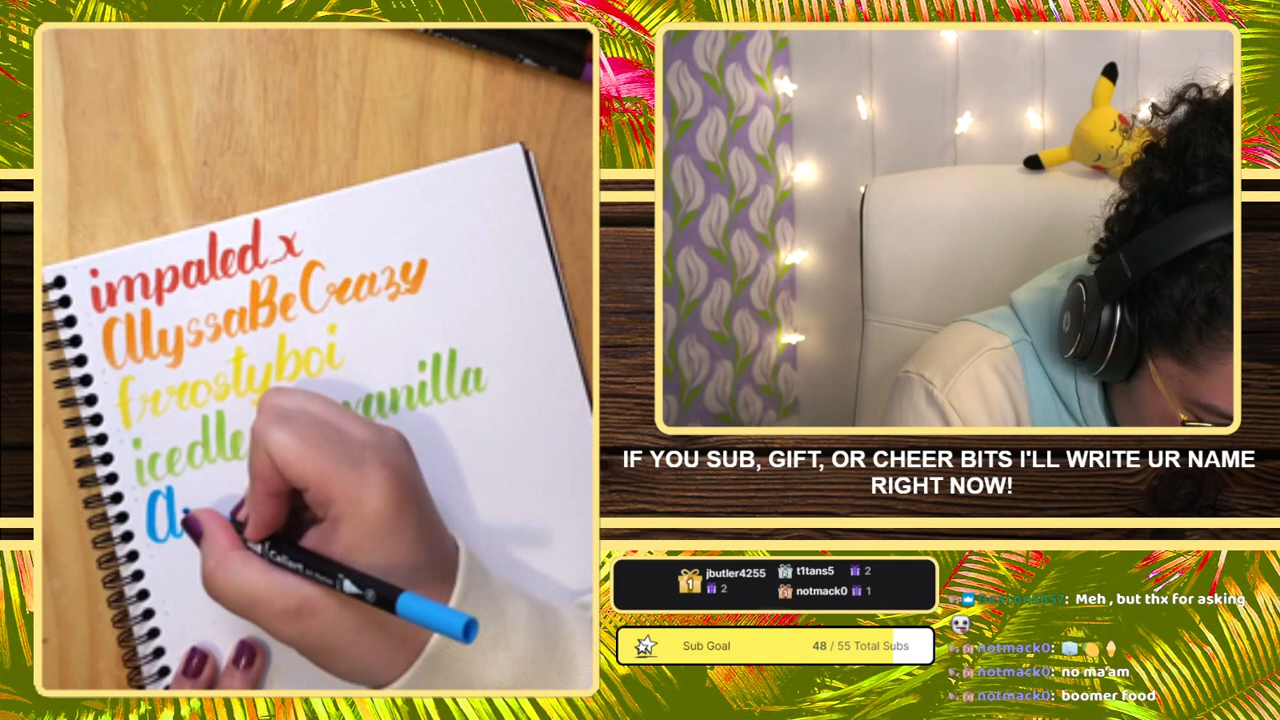 impaled_x
AllyssaBeCrazy
frrostyboi
vanilla
IF YOU SUB, GIFT, OR CHEER BITS I'LL WRITE UR NAME
RIGHT NOW!
1 jbutler4255 2
t1tans5 2
notmack0 1
Sub Goal 48 / 55 Total Subs
: Meh , but thx for asking
notmack0:
notmack0: no ma'am
notmack0: boomer food